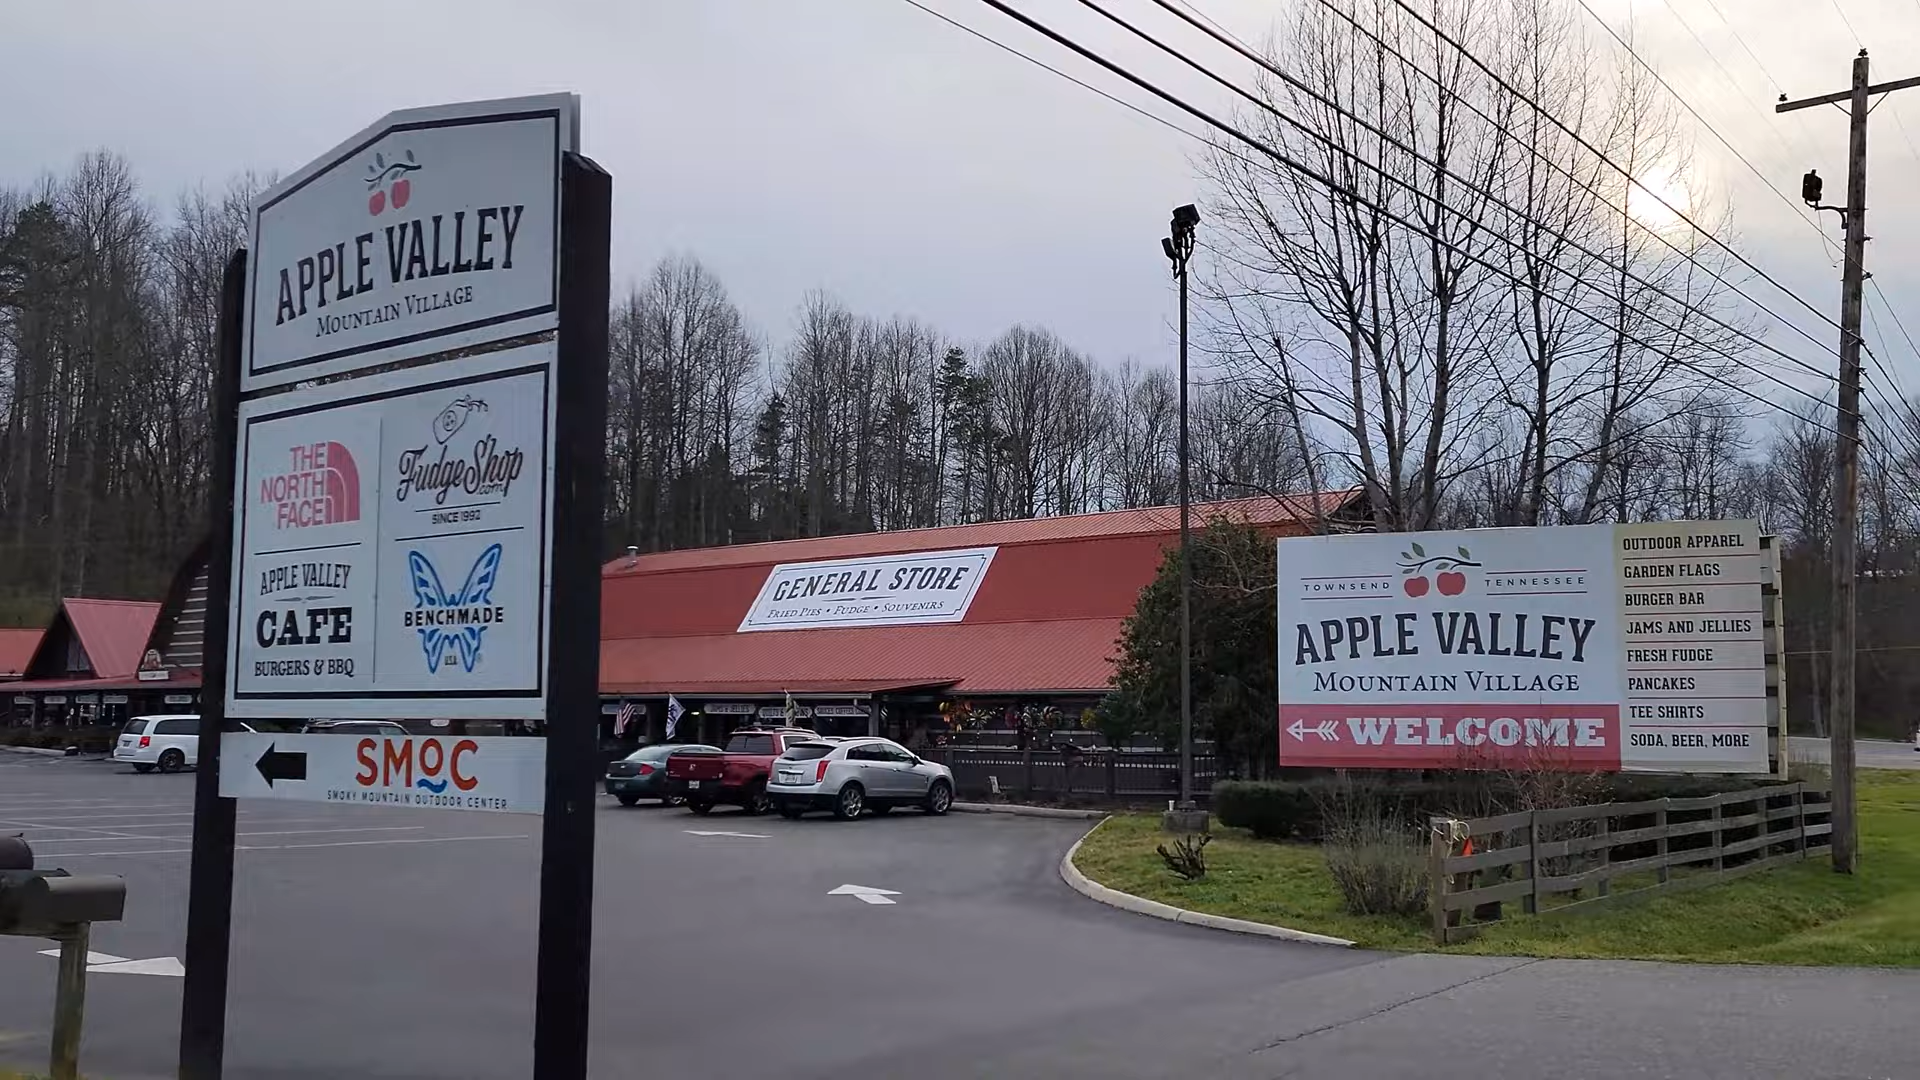 APPLE VALLEY
MOUNTAIN VILLAGE
THE
NORTH
FACE
FudgeShop
.com
SINCE 1992
APPLE VALLEY
CAFE
BURGERS & BBQ
BENCHMADE
USA
SMOC
SMOKY MOUNTAIN OUTDOOR CENTER
GENERAL STORE
FRIED PIES • FUDGE • SOUVENIRS
JAMS & JELLIES
TOWNSEND TENNESSEE
APPLE VALLEY
MOUNTAIN VILLAGE
WELCOME
OUTDOOR APPAREL
GARDEN FLAGS
BURGER BAR
JAMS AND JELLIES
FRESH FUDGE
PANCAKES
TEE SHIRTS
SODA, BEER, MORE